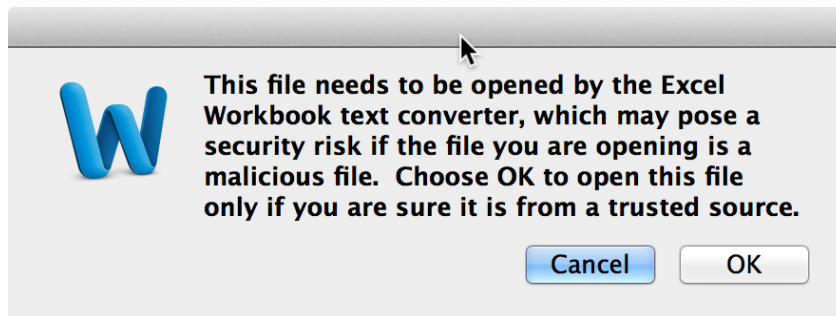 This file needs to be opened by the Excel
Workbook text converter, which may pose a
security risk if the file you are opening is a
malicious file.  Choose OK to open this file
only if you are sure it is from a trusted source.
Cancel OK